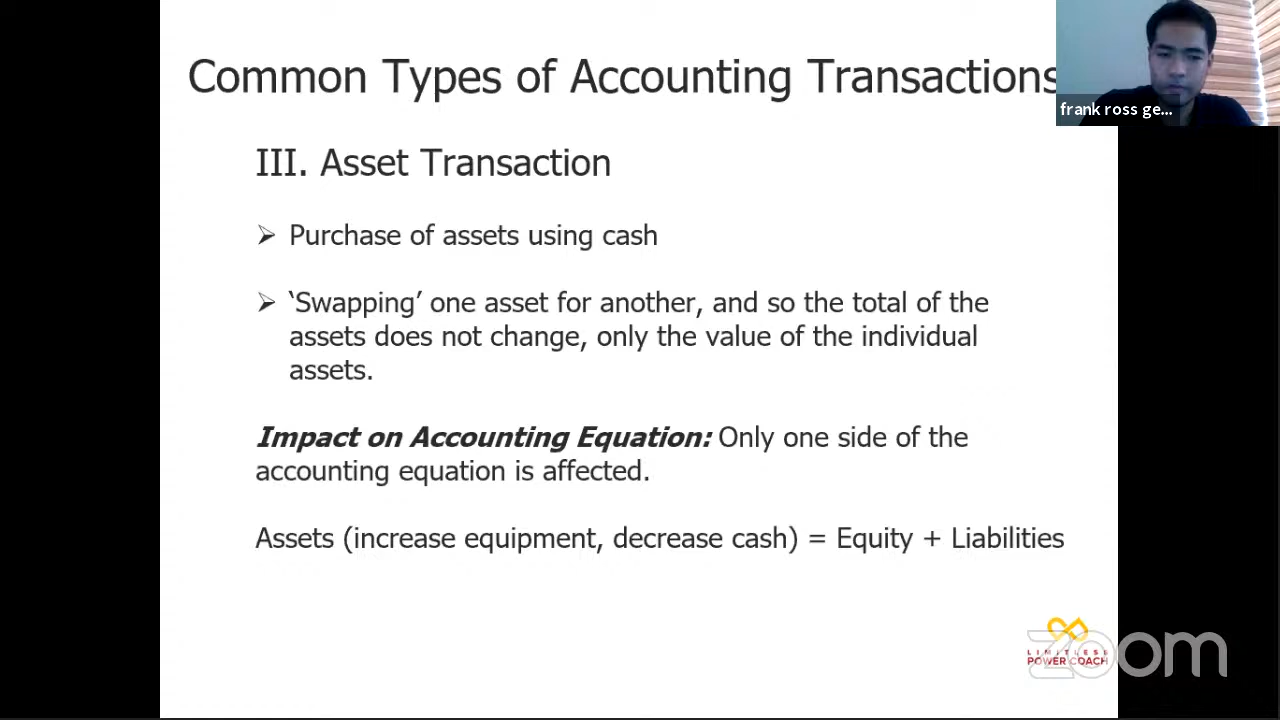 Common Types of Accounting Transactions
frank ross ge...
III. Asset Transaction
➢ Purchase of assets using cash
➢ ‘Swapping’ one asset for another, and so the total of the
assets does not change, only the value of the individual
assets.
Impact on Accounting Equation: Only one side of the
accounting equation is affected.
Assets (increase equipment, decrease cash) = Equity + Liabilities
LIMITLESS
POWER COACH
zoom